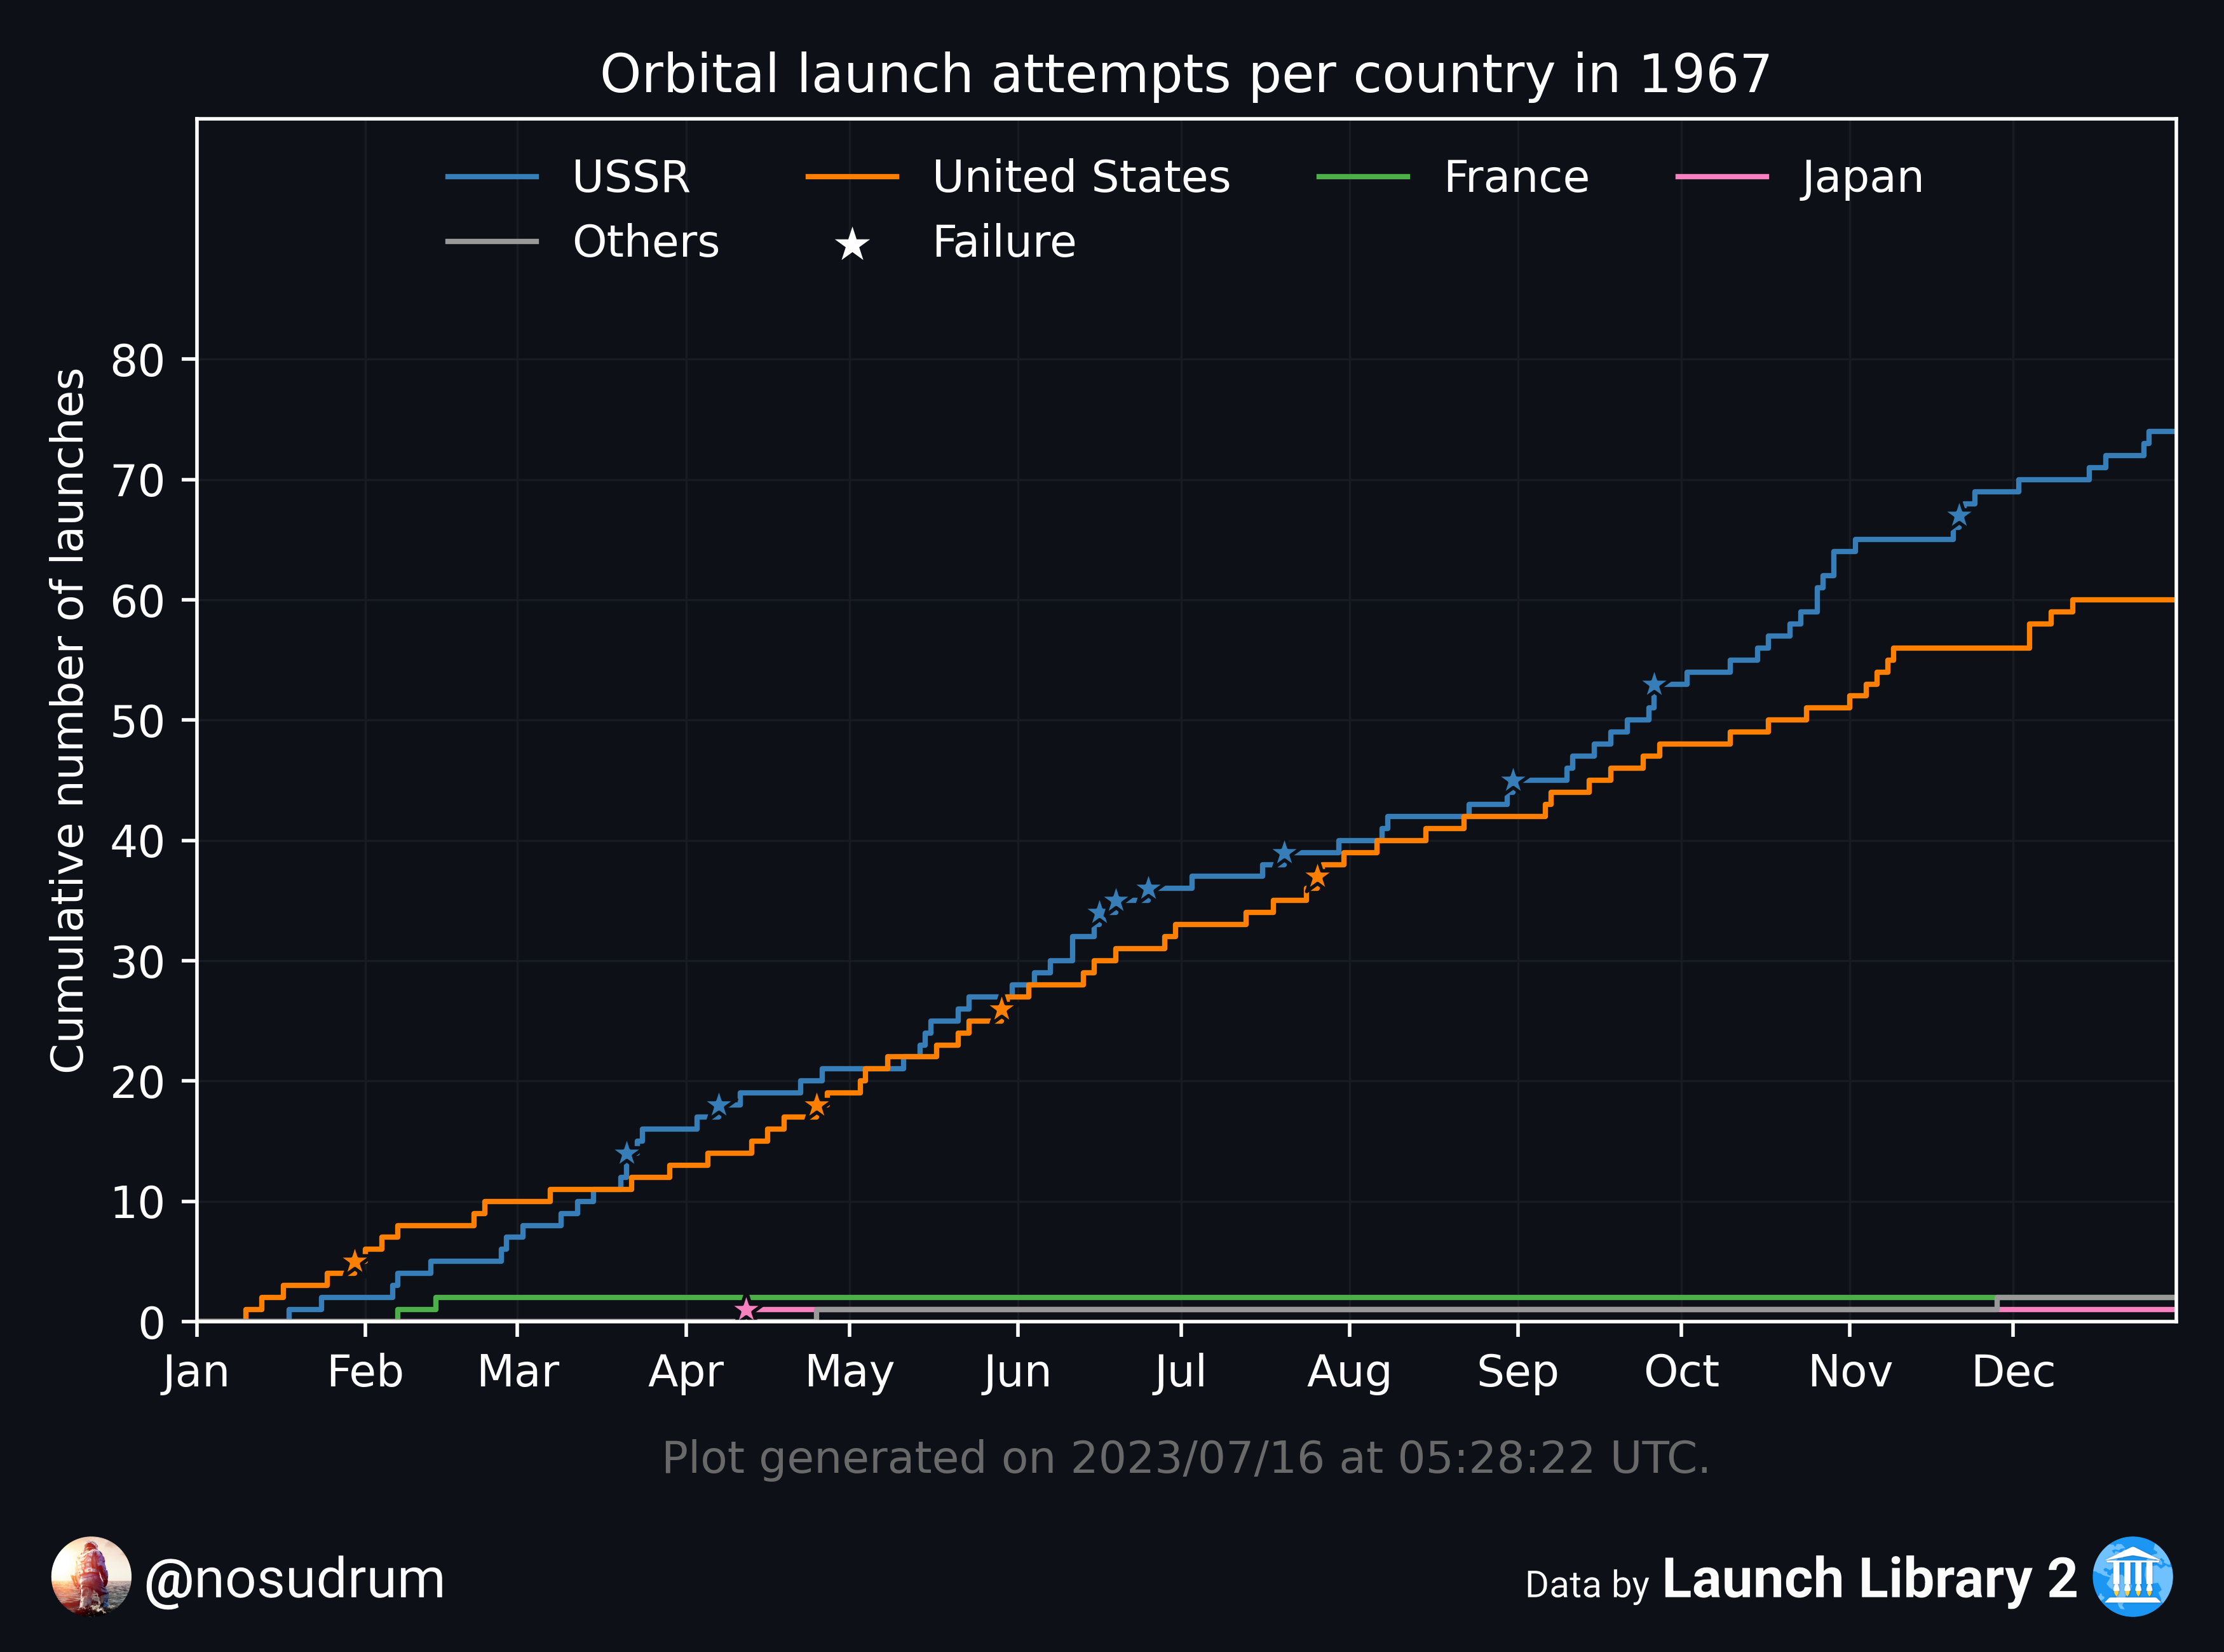 Orbital launch attempts per country in 1967
USSR United States France Japan
Others Failure
Cumulative number of launches
80
70
60
50
40
30
20
10
0
Jan Feb Mar Apr May Jun Jul Aug Sep Oct Nov Dec
Plot generated on 2023/07/16 at 05:28:22 UTC.
@nosudrum
Data by Launch Library 2